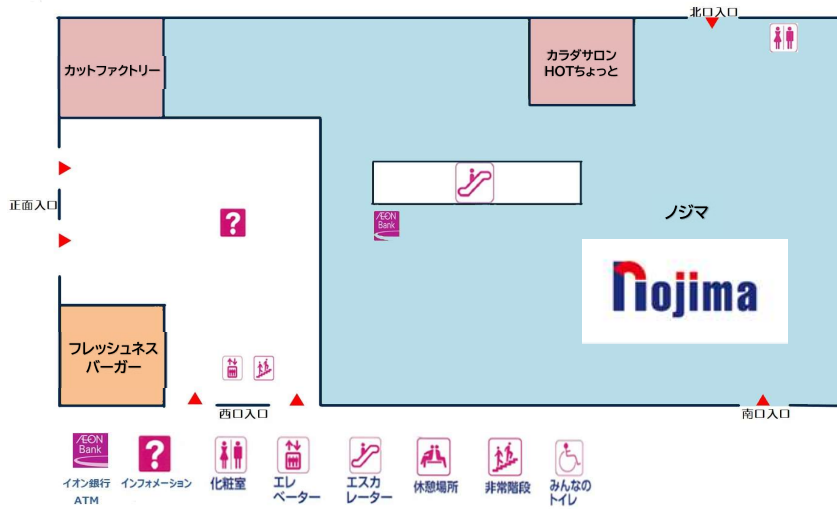 北口入口
カットファクトリー
カラダサロン
HOTちょっと
正面入口
?
ÆON
Bank
ノジマ
nojima
フレッシュネス
バーガー
西口入口
南口入口
ÆON
Bank
?
イオン銀行
ATM
インフォメーション
化粧室
エレ
ベーター
エスカ
レーター
休憩場所
非常階段
みんなの
トイレ